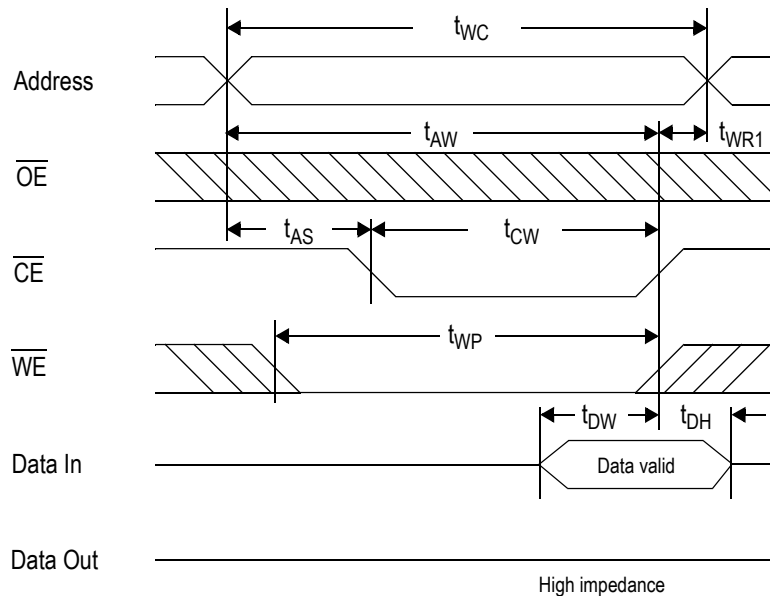 tWC
Address
tAW
tWR1
OE
tAS
tCW
CE
tWP
WE
tDW
tDH
Data In
Data valid
Data Out
High impedance